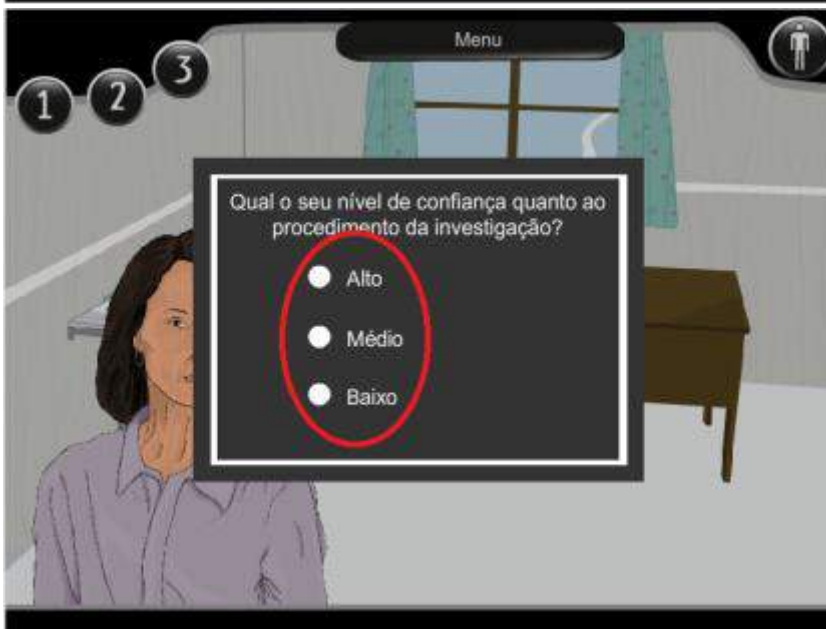 Menu
1
2
3
Qual o seu nível de confiança quanto ao
procedimento da investigação?
Alto
Médio
Baixo